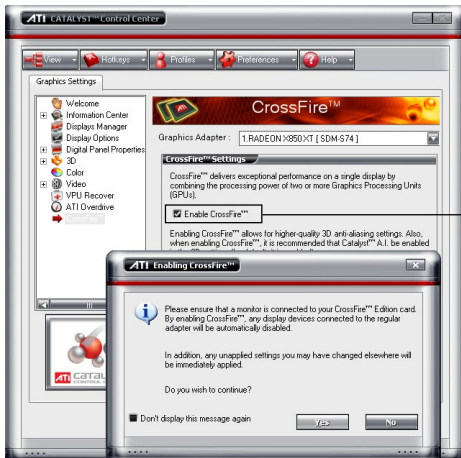 ATI CATALYST™ Control Center
View
Hotkeys
Profiles
Preferences
Help
Graphics Settings
Welcome
Information Center
Displays Manager
Display Options
Digital Panel Properties
3D
Color
Video
VPU Recover
ATI Overdrive
CrossFire™
CrossFire™
Graphics Adapter :
1.RADEON X850 XT [ SDM-S74 ]
CrossFire™ Settings
CrossFire™ delivers exceptional performance on a single display by
combining the processing power of two or more Graphics Processing Units
(GPUs).
Enable CrossFire™
Enabling CrossFire™ allows for higher-quality 3D anti-aliasing settings. Also,
when enabling CrossFire™, it is recommended that Catalyst™ A.I. be enabled
ATI Enabling CrossFire™
Please ensure that a monitor is connected to your CrossFire™ Edition card.
By enabling CrossFire™, any display devices connected to the regular
adapter will be automatically disabled.
In addition, any unapplied settings you may have changed elsewhere will
be immediately applied.
Do you wish to continue?
Don't display this message again
Yes
No
ATI